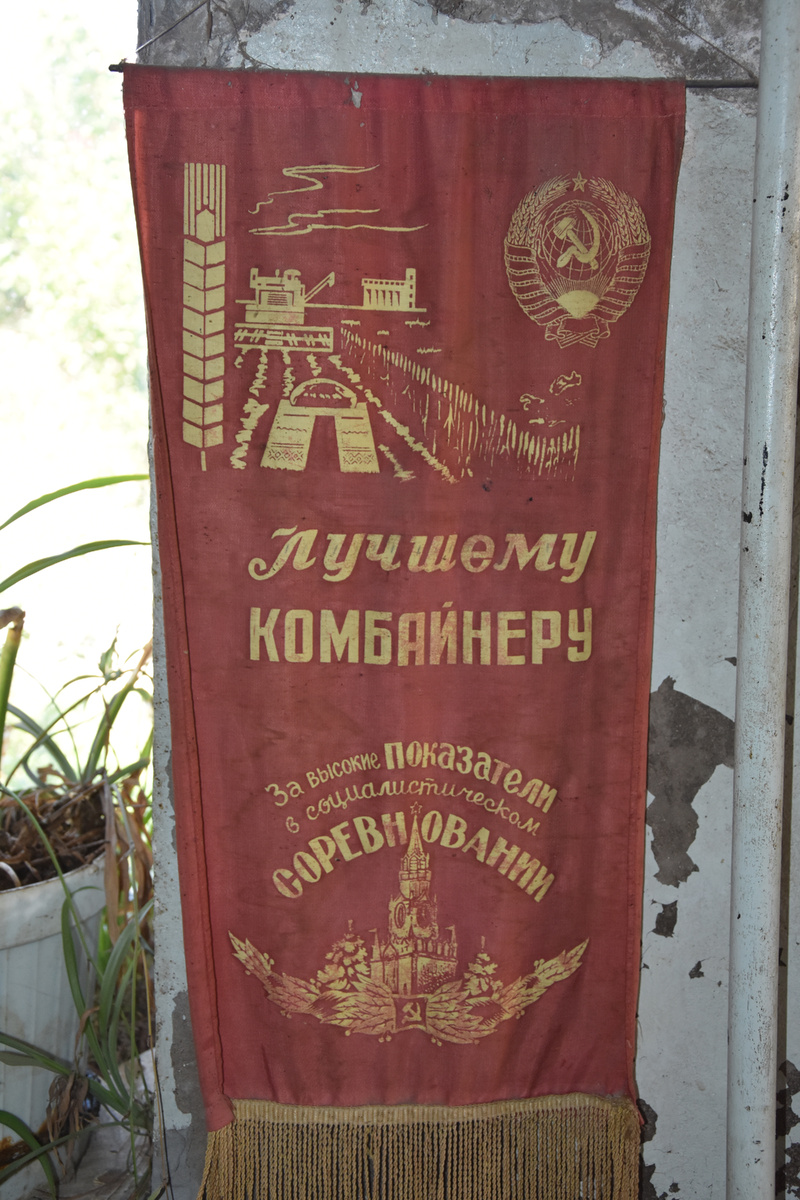 Лучшему
КОМБАЙНЕРУ
За высокие показатели
в социалистическом
СОРЕВНОВАНИИ